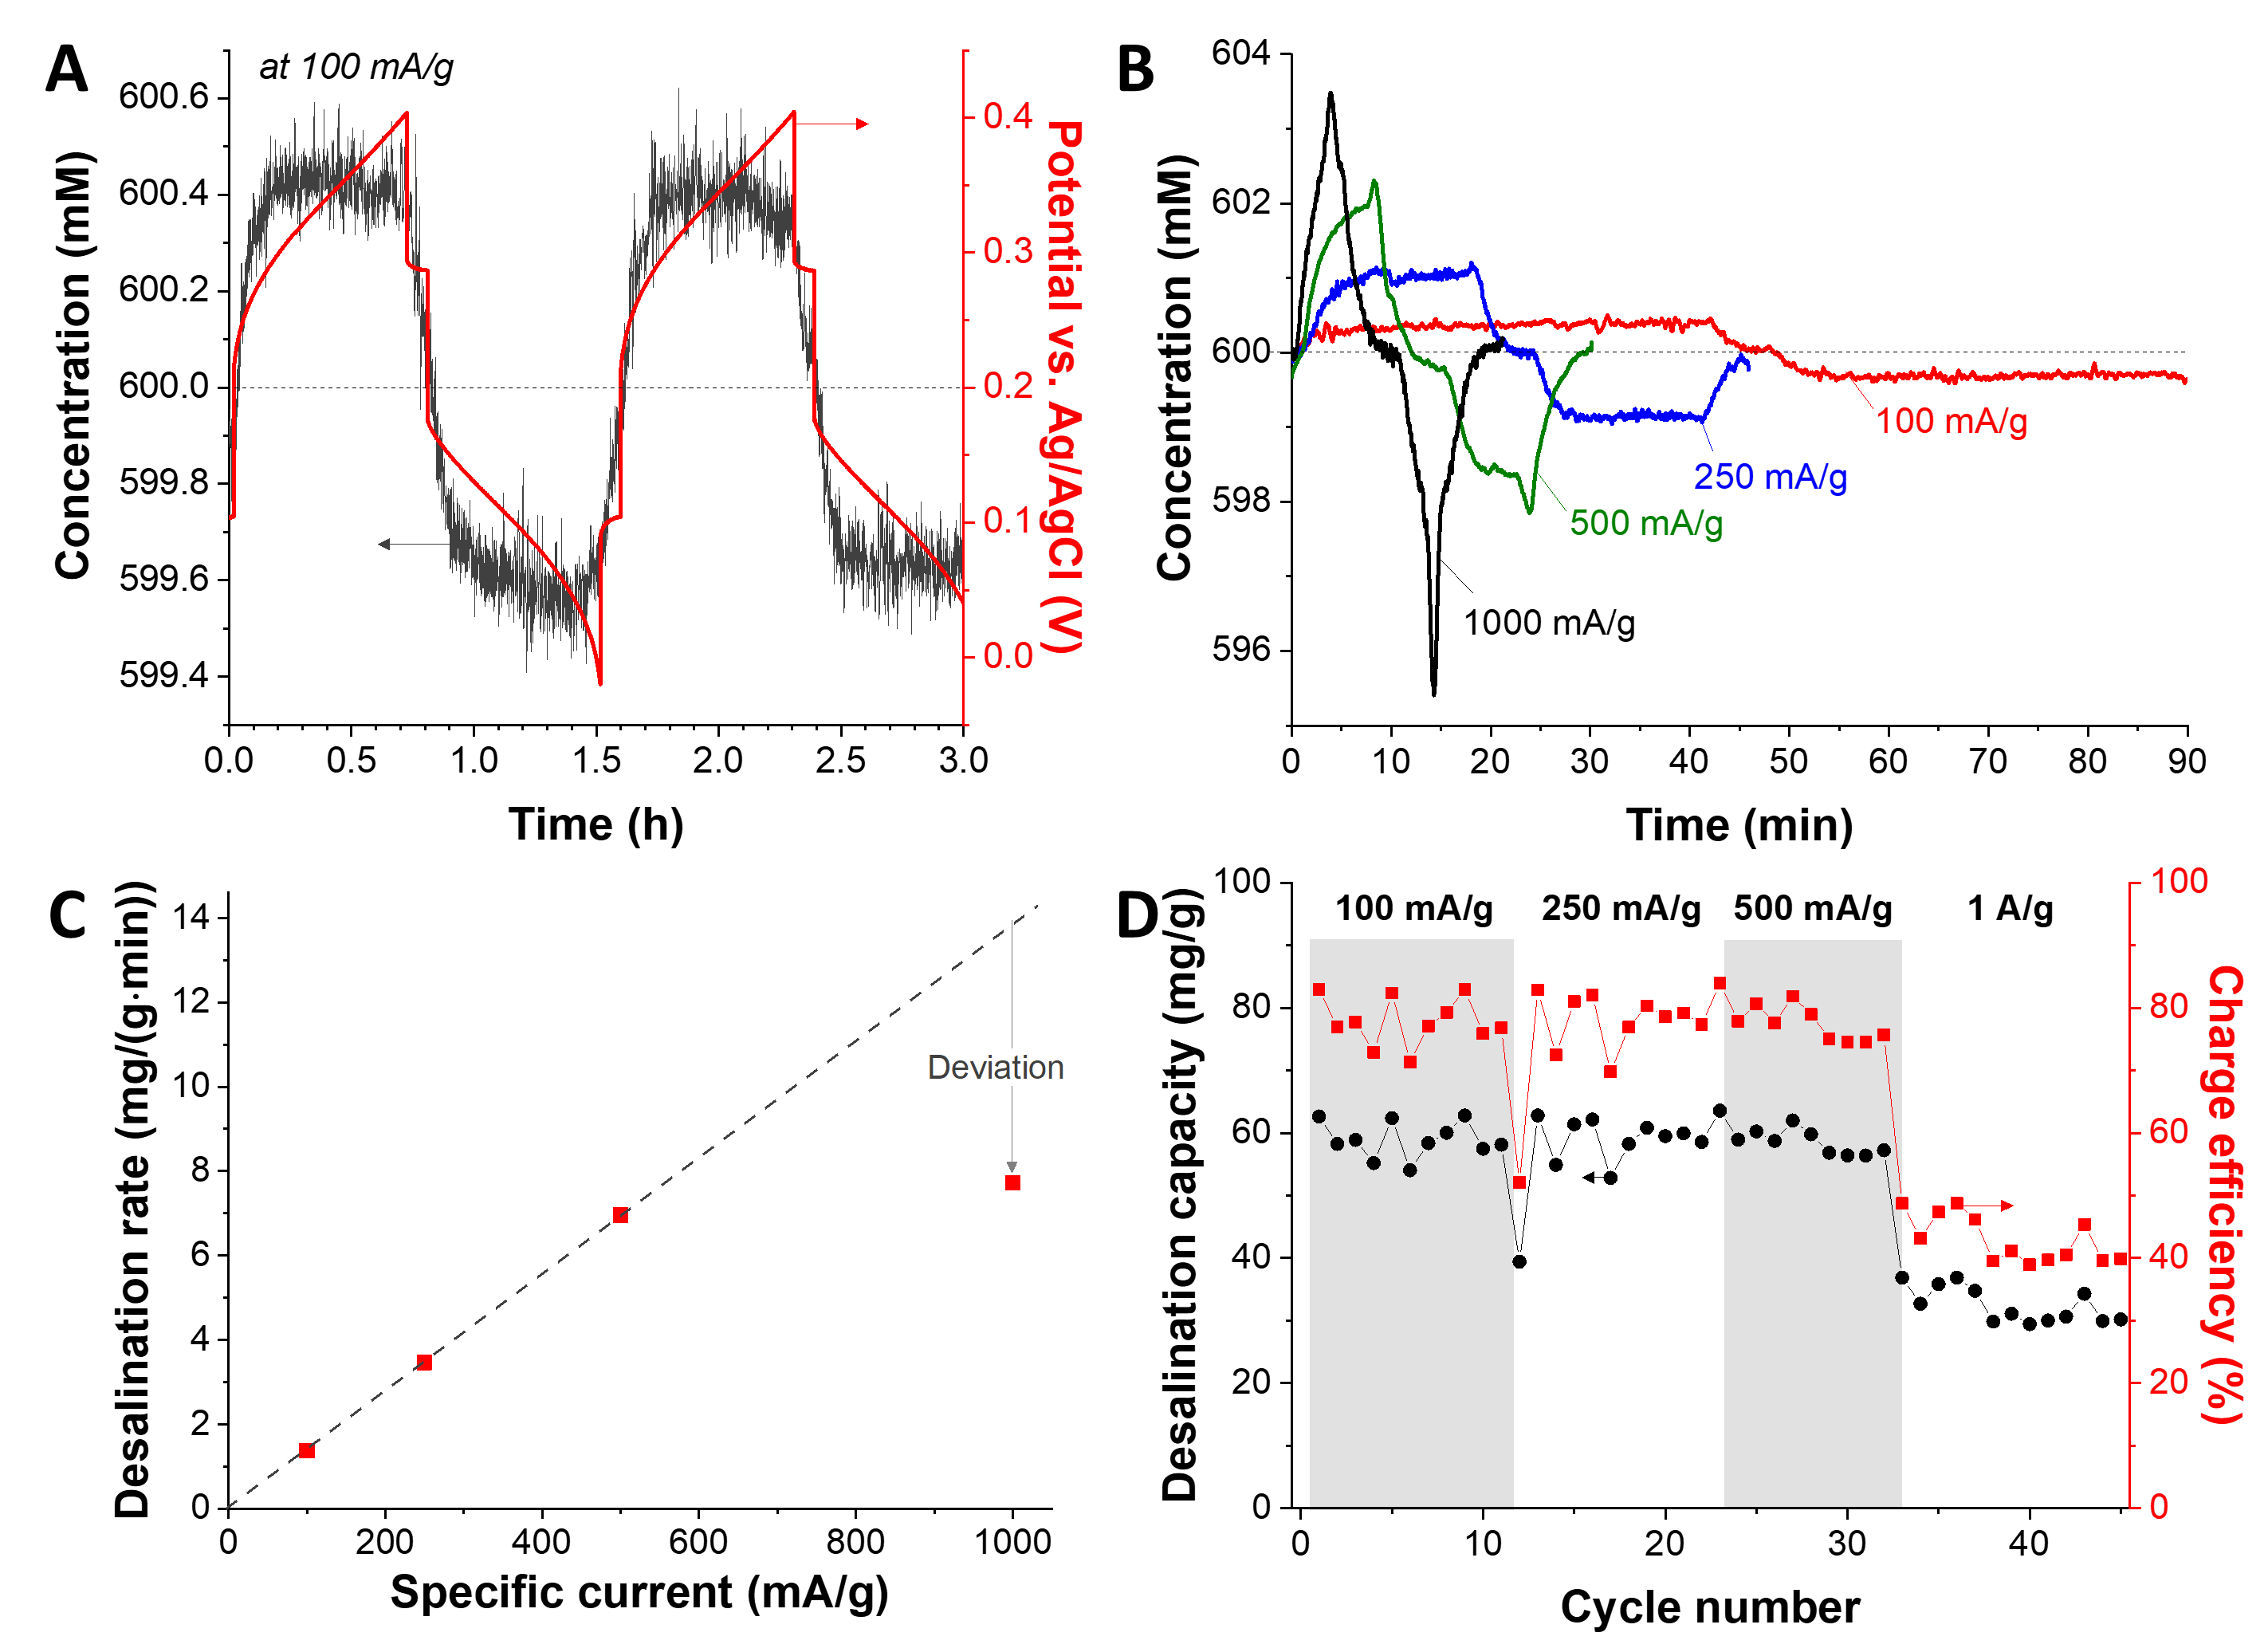 A
at 100 mA/g
600.6
600.4
600.2
600.0
599.8
599.6
599.4
Concentration (mM)
0.4
0.3
0.2
0.1
0.0
Potential vs. Ag/AgCl (V)
0.0 0.5 1.0 1.5 2.0 2.5 3.0
Time (h)
B
604
602
600
598
596
Concentration (mM)
100 mA/g
250 mA/g
500 mA/g
1000 mA/g
0 10 20 30 40 50 60 70 80 90
Time (min)
C
14
12
10
8
6
4
2
0
Desalination rate (mg/(g·min))
Deviation
0 200 400 600 800 1000
Specific current (mA/g)
D
100
80
60
40
20
0
Desalination capacity (mg/g)
100 mA/g 250 mA/g 500 mA/g 1 A/g
100
80
60
40
20
0
Charge efficiency (%)
0 10 20 30 40
Cycle number